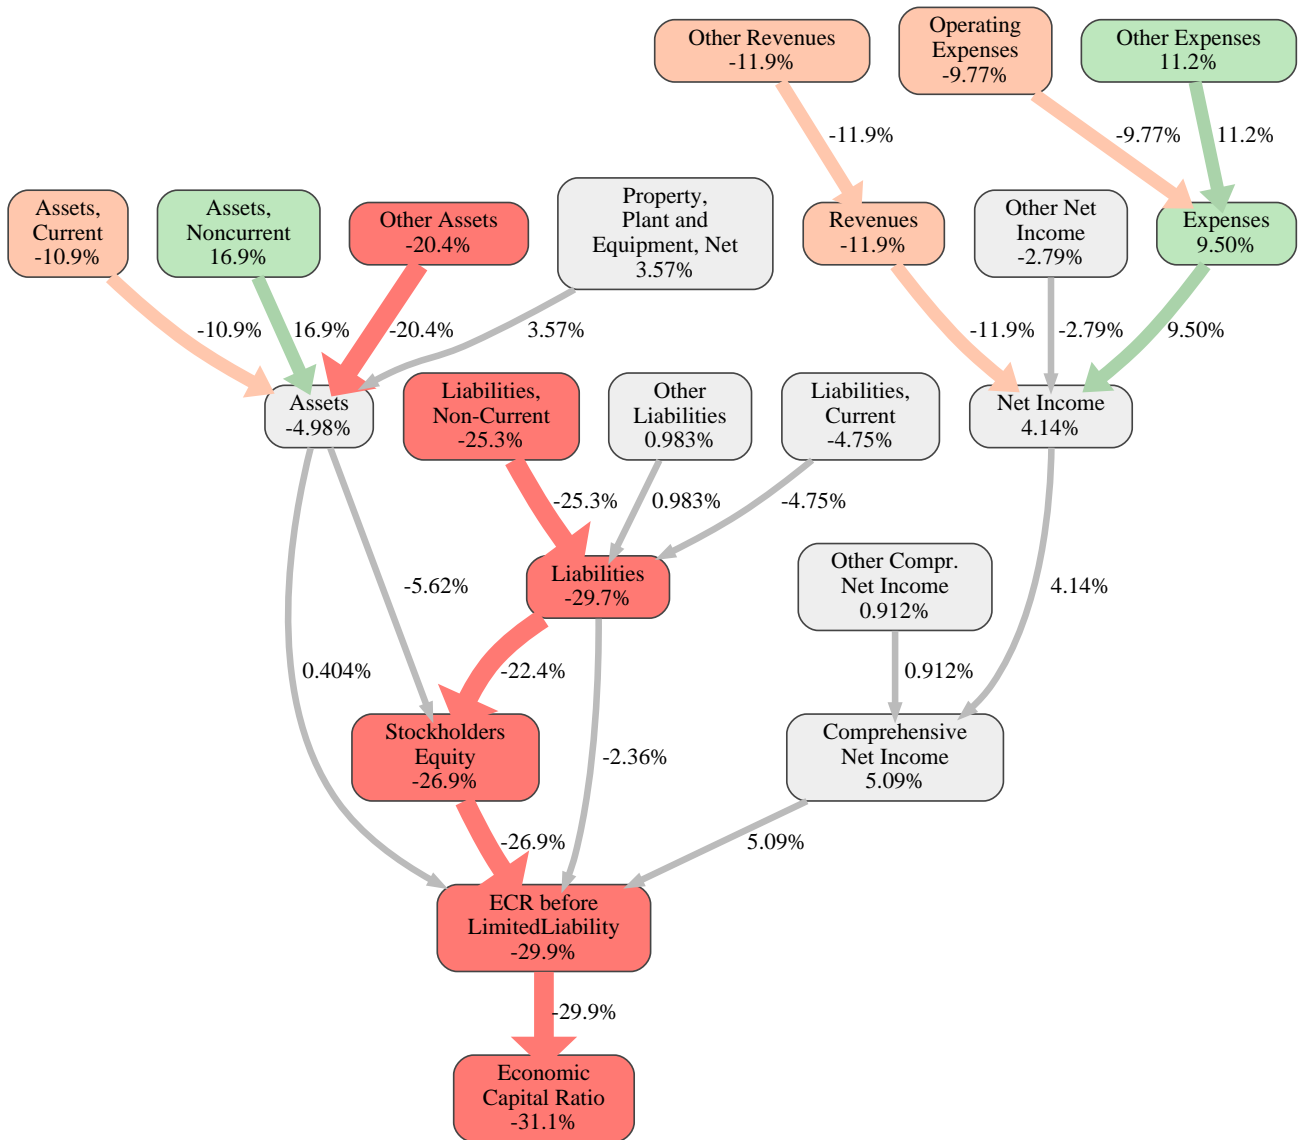 Other Revenues
-11.9%
Operating
Expenses
-9.77%
Other Expenses
11.2%
-11.9%
-9.77%
11.2%
Assets,
Current
-10.9%
Assets,
Noncurrent
16.9%
Other Assets
-20.4%
Property,
Plant and
Equipment, Net
3.57%
Revenues
-11.9%
Other Net
Income
-2.79%
Expenses
9.50%
-10.9%
16.9%
-20.4%
3.57%
-11.9%
-2.79%
9.50%
Assets
-4.98%
Liabilities,
Non-Current
-25.3%
Other
Liabilities
0.983%
Liabilities,
Current
-4.75%
Net Income
4.14%
-25.3%
0.983%
-4.75%
Liabilities
-29.7%
Other Compr.
Net Income
0.912%
-5.62%
4.14%
0.404%
-22.4%
0.912%
Stockholders
Equity
-26.9%
-2.36%
Comprehensive
Net Income
5.09%
-26.9%
5.09%
ECR before
LimitedLiability
-29.9%
-29.9%
Economic
Capital Ratio
-31.1%